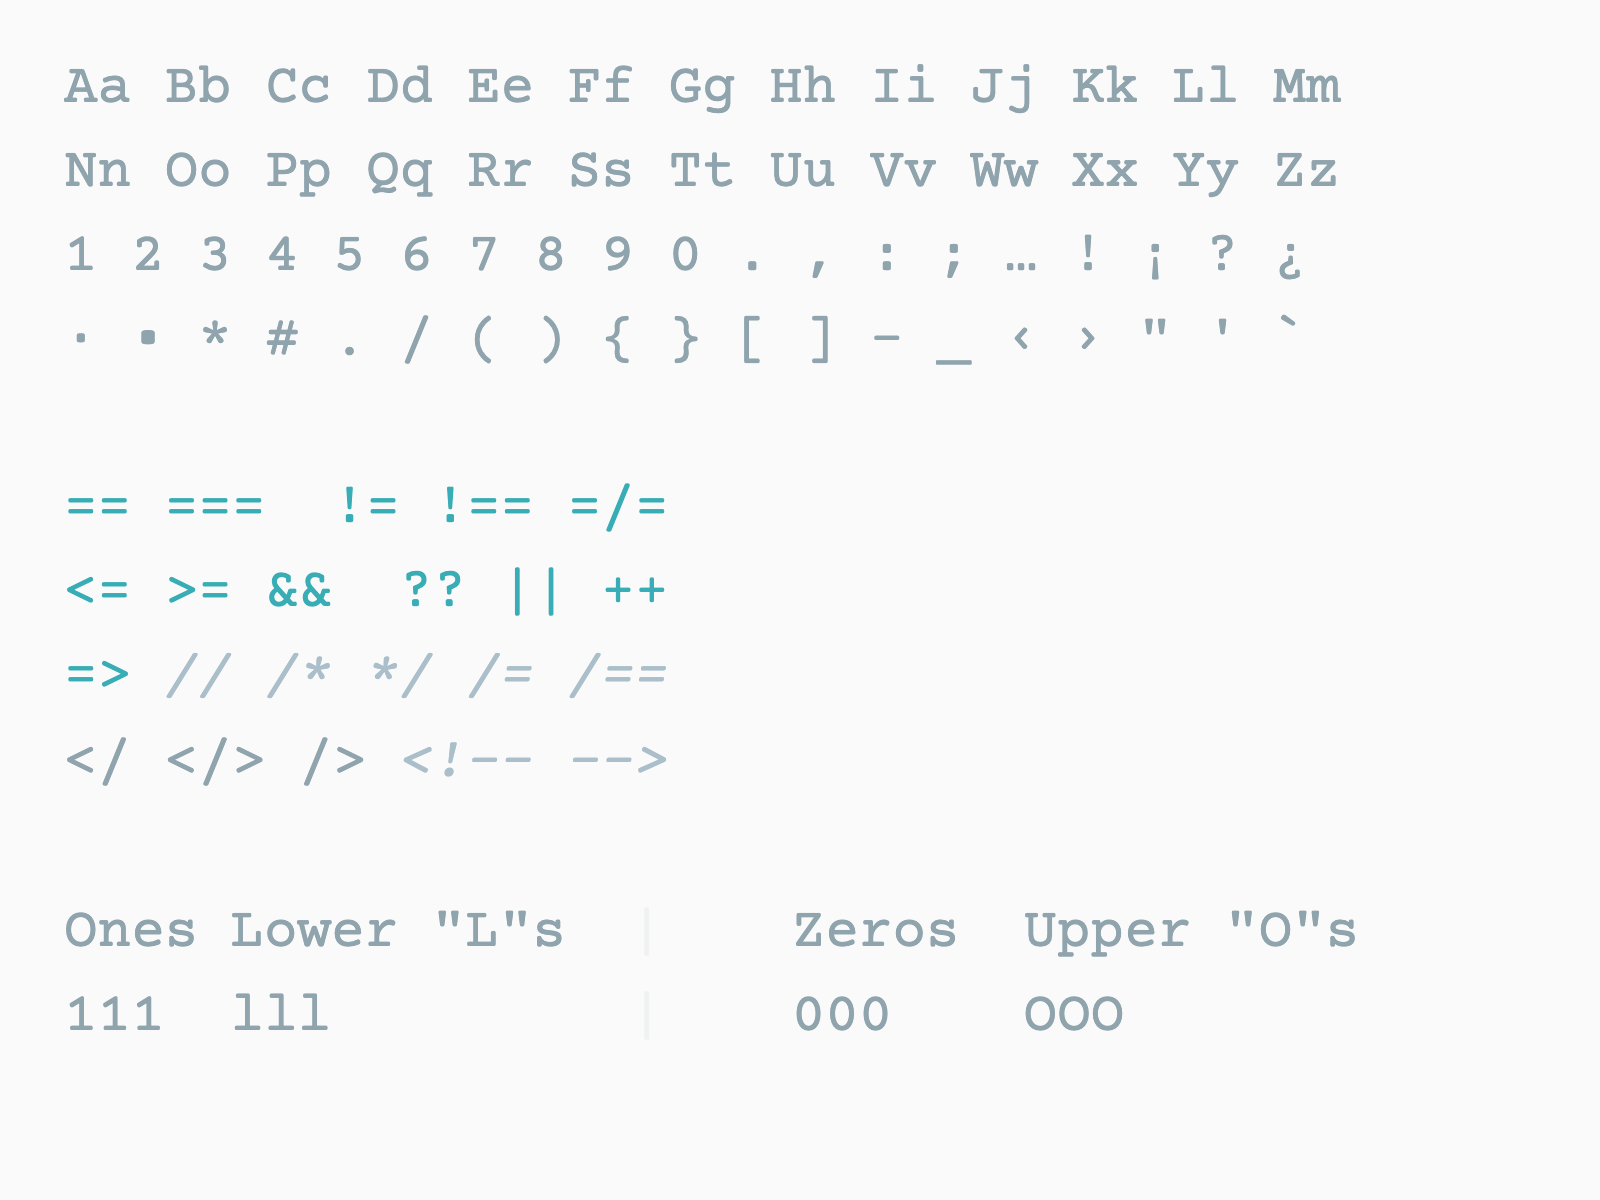 Aa Bb Cc Dd Ee Ff Gg Hh Ii Jj Kk Ll Mm
Nn Oo Pp Qq Rr Ss Tt Uu Vv Ww Xx Yy Zz
1 2 3 4 5 6 7 8 9 0 . , : ; … ! ¡ ? ¿
· ▪ * # . / ( ) { } [ ] - _ ‹ › " ' `
== ===  != !== =/=
<= >= &&  ?? || ++
=> // /* */ /= /==
</ </> /> <!-- -->
Ones Lower "L"s  |    Zeros  Upper "O"s
111  lll         |    000    OOO